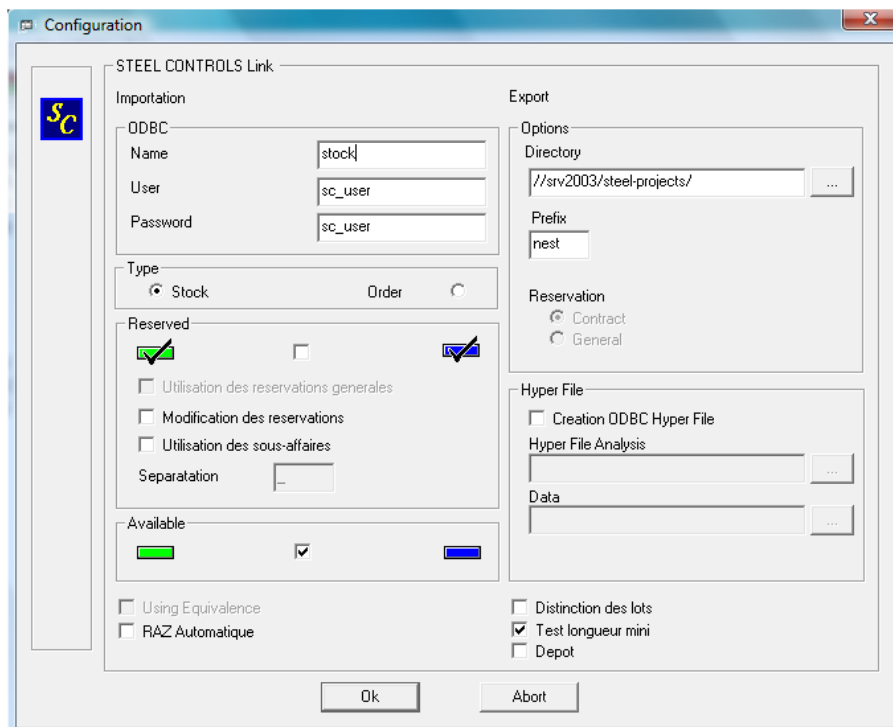 Configuration
SC
STEEL CONTROLS Link
Importation
ODBC
Name
stock
User
sc_user
Password
sc_user
Type
Stock
Order
Reserved
Utilisation des reservations generales
Modification des reservations
Utilisation des sous-affaires
Separatation
_
Available
Using Equivalence
RAZ Automatique
Export
Options
Directory
//srv2003/steel-projects/
...
Prefix
nest
Reservation
Contract
General
Hyper File
Creation ODBC Hyper File
Hyper File Analysis
...
Data
...
Distinction des lots
Test longueur mini
Depot
Ok
Abort